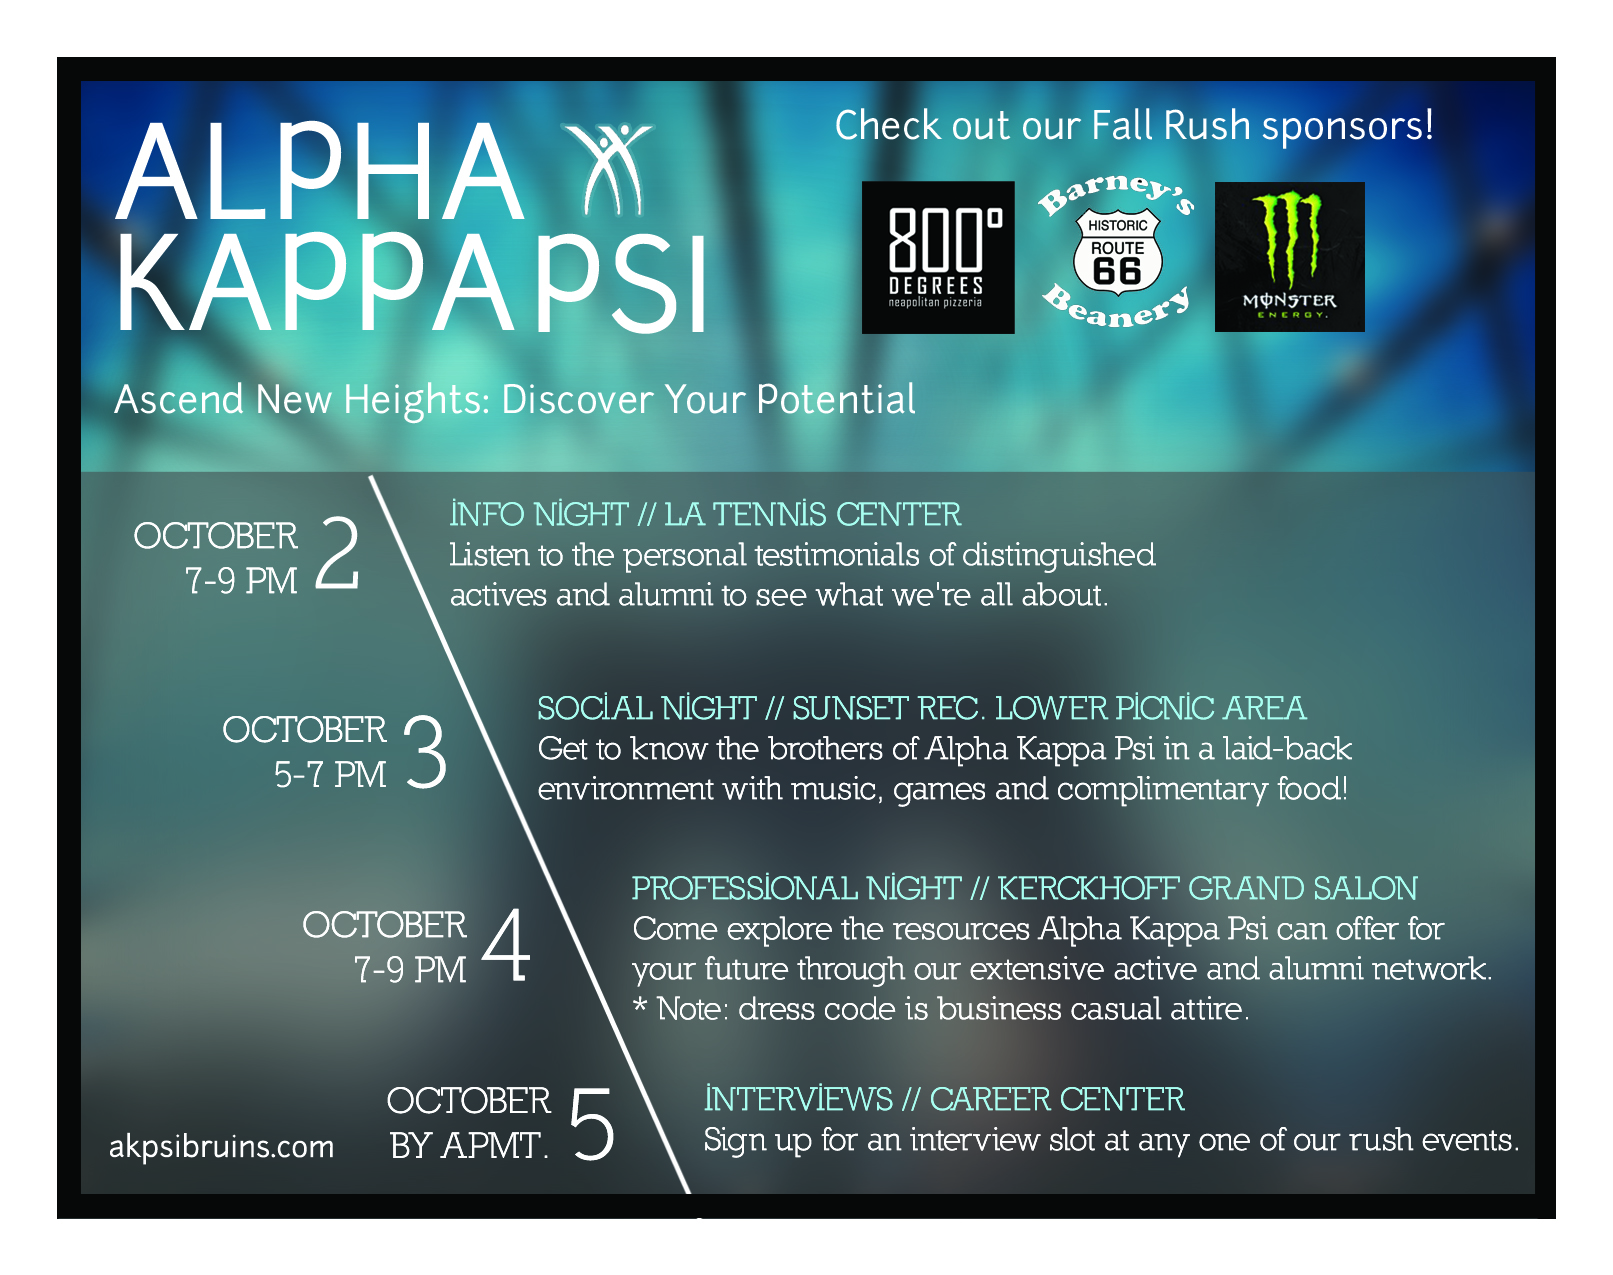 ALPHA
KAPPA PSI
Check out our Fall Rush sponsors!
800°
DEGREES
neapolitan pizzeria
Barney's
HISTORIC
ROUTE
66
Beanery
MONSTER
ENERGY.
Ascend New Heights: Discover Your Potential
OCTOBER 2
7-9 PM
INFO NIGHT // LA TENNIS CENTER
Listen to the personal testimonials of distinguished
actives and alumni to see what we're all about.
OCTOBER 3
5-7 PM
SOCIAL NIGHT // SUNSET REC. LOWER PICNIC AREA
Get to know the brothers of Alpha Kappa Psi in a laid-back
environment with music, games and complimentary food!
OCTOBER 4
7-9 PM
PROFESSIONAL NIGHT // KERCKHOFF GRAND SALON
Come explore the resources Alpha Kappa Psi can offer for
your future through our extensive active and alumni network.
* Note: dress code is business casual attire.
OCTOBER 5
BY APMT.
INTERVIEWS // CAREER CENTER
Sign up for an interview slot at any one of our rush events.
akpsibruins.com